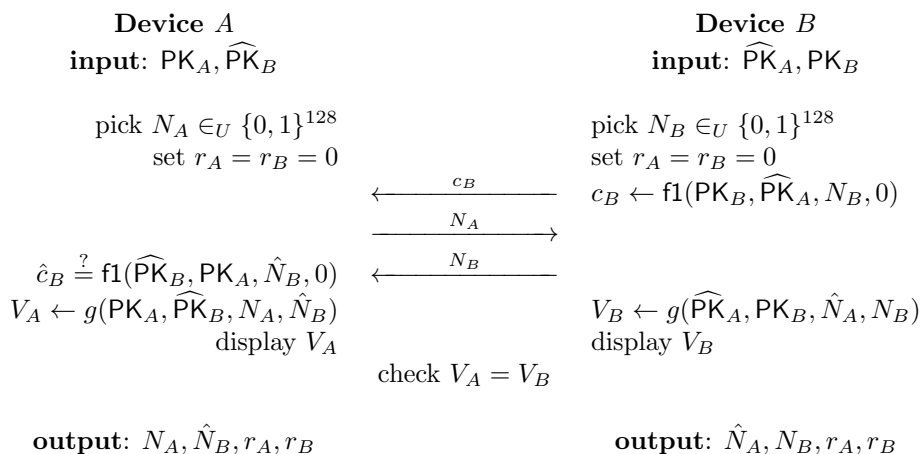 Device A Device B
input: PK_A, \widehat{PK}_B input: \widehat{PK}_A, PK_B
pick N_A ∈_U {0, 1}^{128} pick N_B ∈_U {0, 1}^{128}
set r_A = r_B = 0 set r_A = r_B = 0
c_B c_B ← f1(PK_B, \widehat{PK}_A, N_B, 0)
N_A
N_B
ĉ_B \stackrel{?}{=} f1(\widehat{PK}_B, PK_A, \hat{N}_B, 0)
V_A ← g(PK_A, \widehat{PK}_B, N_A, \hat{N}_B) V_B ← g(\widehat{PK}_A, PK_B, \hat{N}_A, N_B)
display V_A display V_B
check V_A = V_B
output: N_A, \hat{N}_B, r_A, r_B output: \hat{N}_A, N_B, r_A, r_B